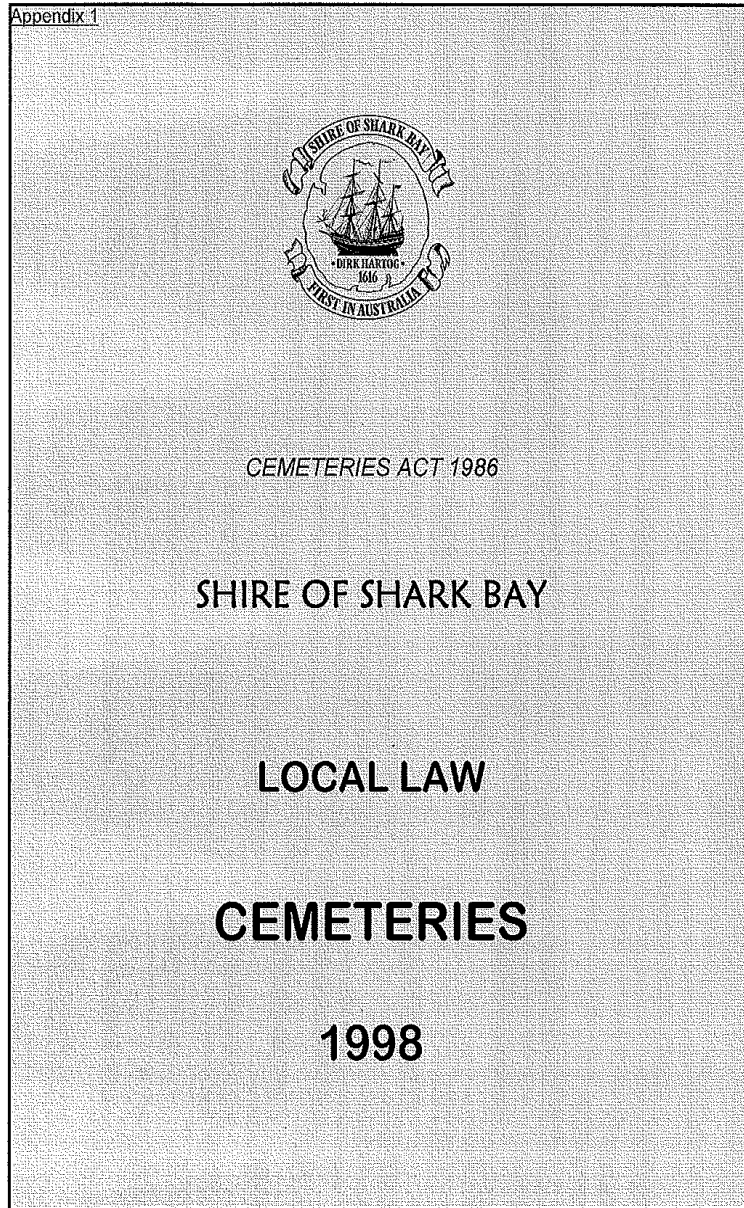 Appendix 1
SHIRE OF SHARK BAY
• DIRK HARTOG •
1616
FIRST IN AUSTRALIA
CEMETERIES ACT 1986
SHIRE OF SHARK BAY
LOCAL LAW
CEMETERIES
1998